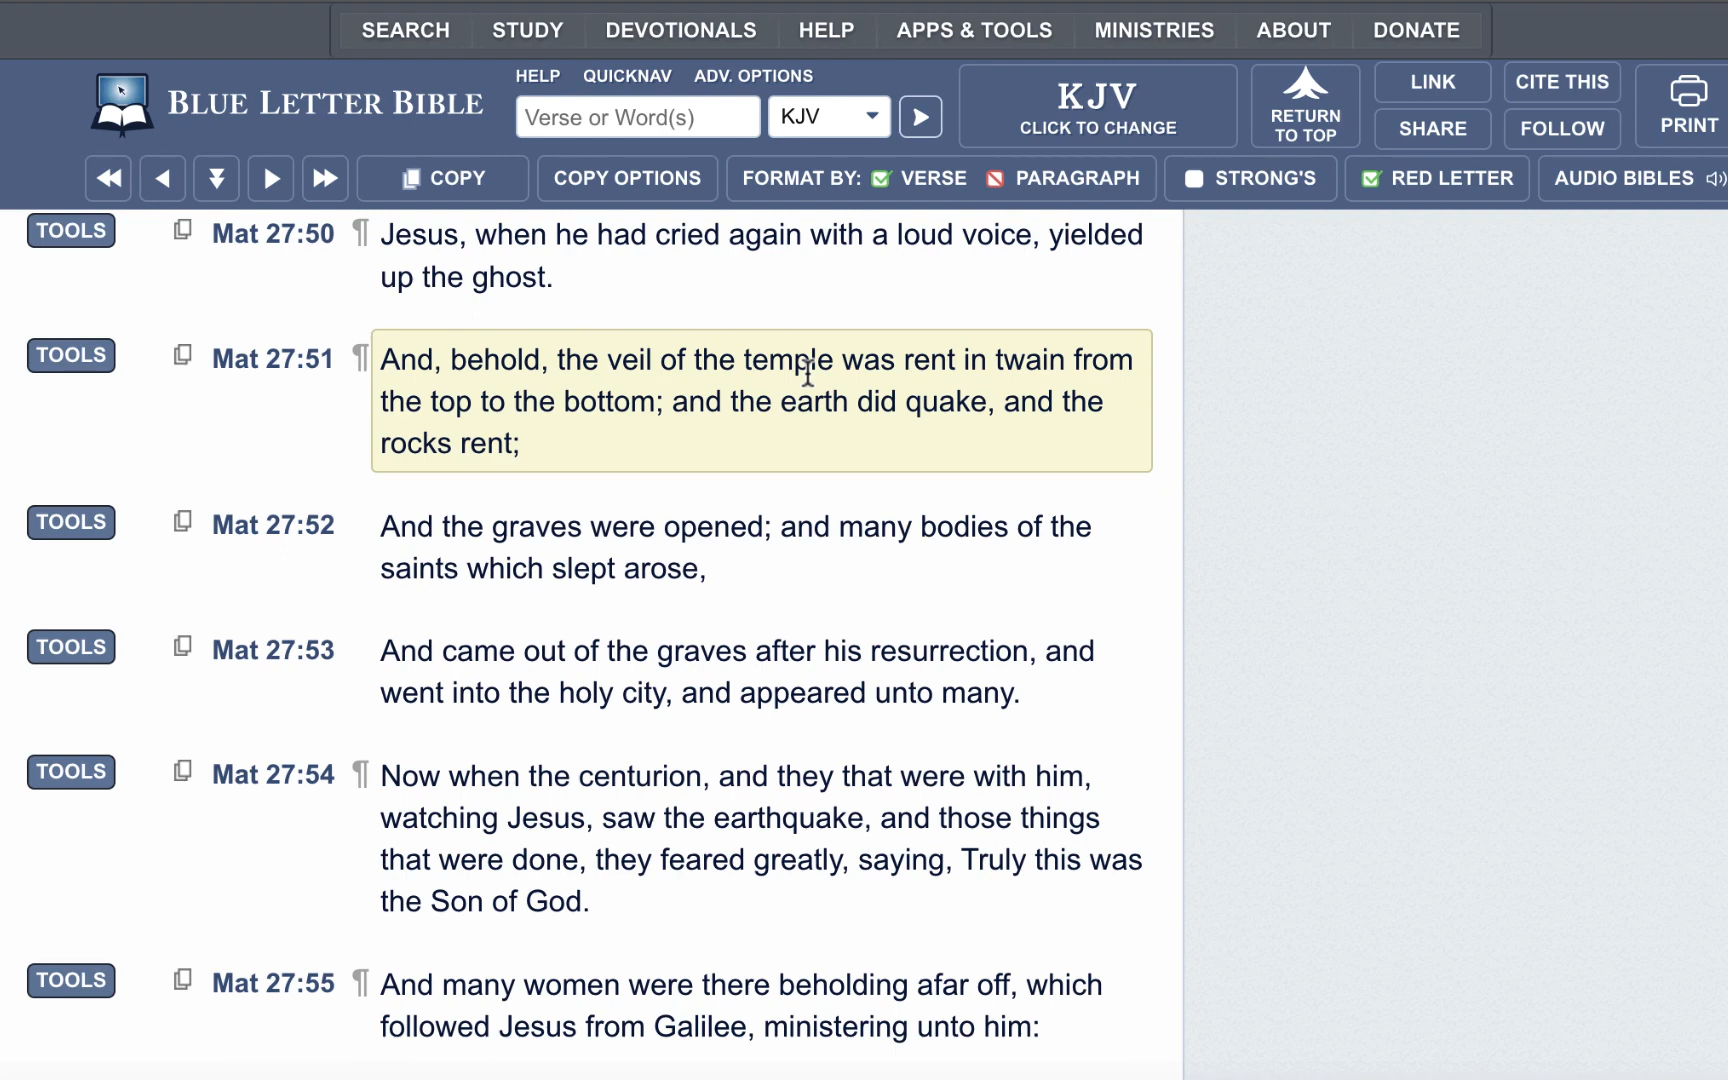 SEARCH STUDY DEVOTIONALS HELP APPS & TOOLS MINISTRIES ABOUT DONATE
BLUE LETTER BIBLE
HELP QUICKNAV ADV. OPTIONS
Verse or Word(s) KJV
KJV
CLICK TO CHANGE
RETURN
TO TOP
LINK CITE THIS
SHARE FOLLOW
PRINT
COPY COPY OPTIONS FORMAT BY: VERSE PARAGRAPH STRONG'S RED LETTER AUDIO BIBLES
TOOLS Mat 27:50 ¶ Jesus, when he had cried again with a loud voice, yielded
up the ghost.
TOOLS Mat 27:51 ¶ And, behold, the veil of the temple was rent in twain from
the top to the bottom; and the earth did quake, and the
rocks rent;
TOOLS Mat 27:52 And the graves were opened; and many bodies of the
saints which slept arose,
TOOLS Mat 27:53 And came out of the graves after his resurrection, and
went into the holy city, and appeared unto many.
TOOLS Mat 27:54 ¶ Now when the centurion, and they that were with him,
watching Jesus, saw the earthquake, and those things
that were done, they feared greatly, saying, Truly this was
the Son of God.
TOOLS Mat 27:55 ¶ And many women were there beholding afar off, which
followed Jesus from Galilee, ministering unto him: